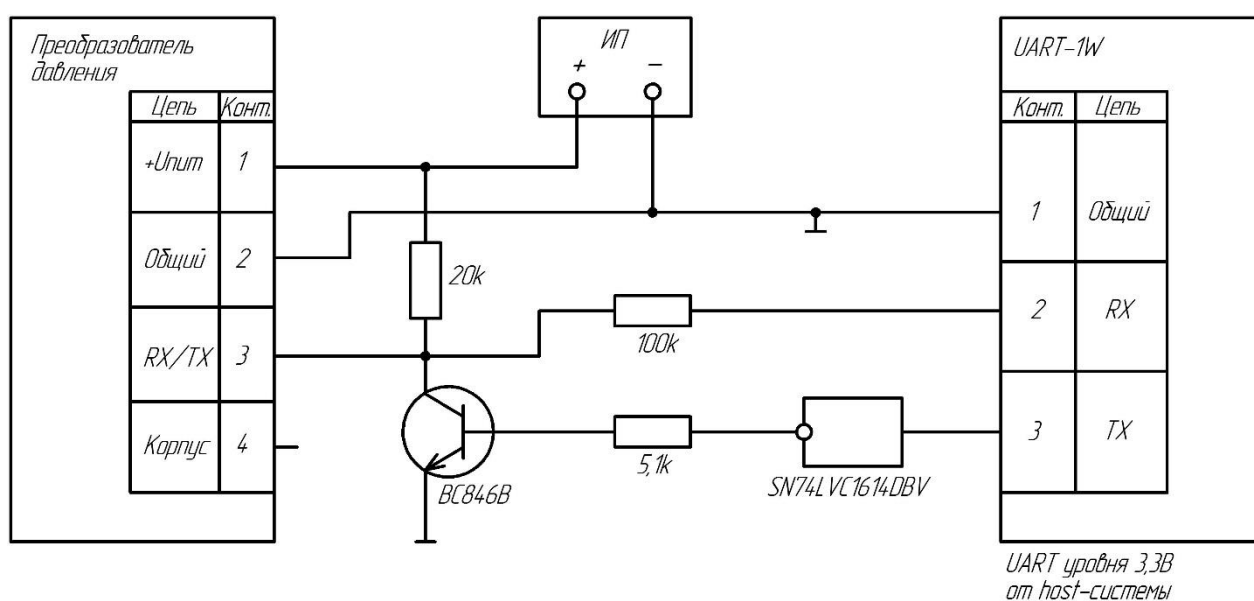 Преобразователь
давления
Цепь Конт.
+Uпит 1
Общий 2
RX/TX 3
Корпус 4
ИП
+ −
20k
100k
5,1k
BC846B
SN74LVC1614DBV
UART-1W
Конт. Цепь
1 Общий
2 RX
3 TX
UART уровня 3,3В
от host-системы